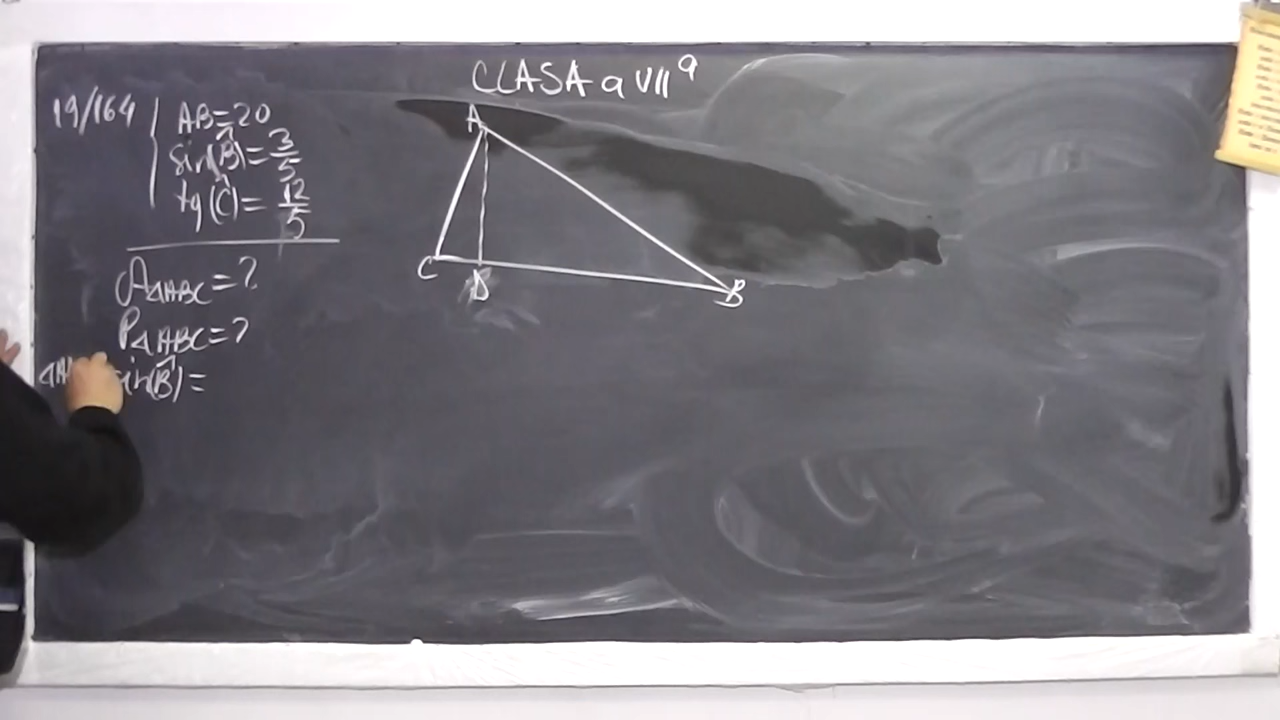 CLASA a VII a
19/164
AB=20
sin(B̂)=3/5
tg(Ĉ)=12/5
A◁ABC=?
P◁ABC=?
sin(B̂)=
A
C
D
B